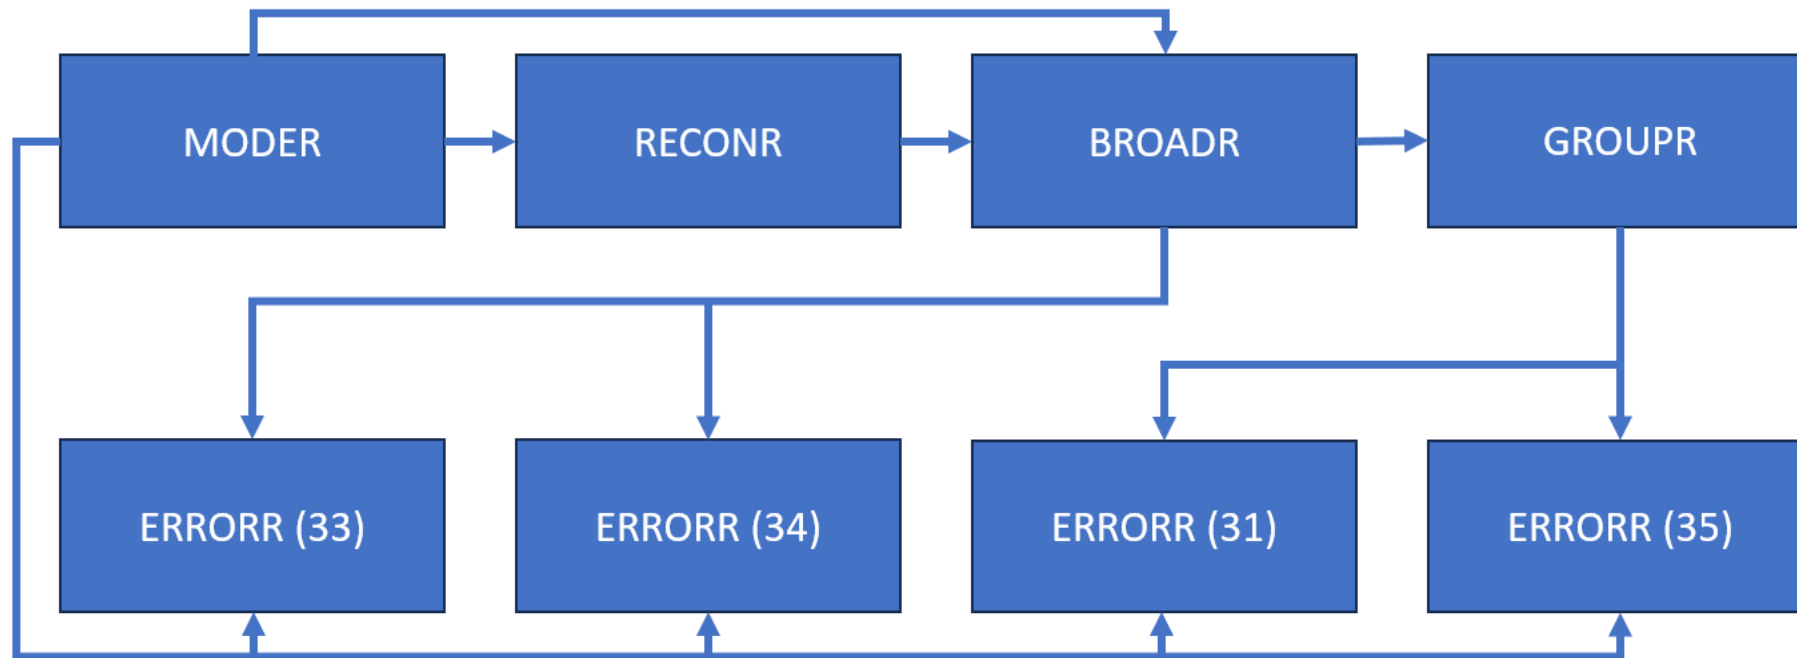 MODER
RECONR
BROADR
GROUPR
ERRORR (33)
ERRORR (34)
ERRORR (31)
ERRORR (35)